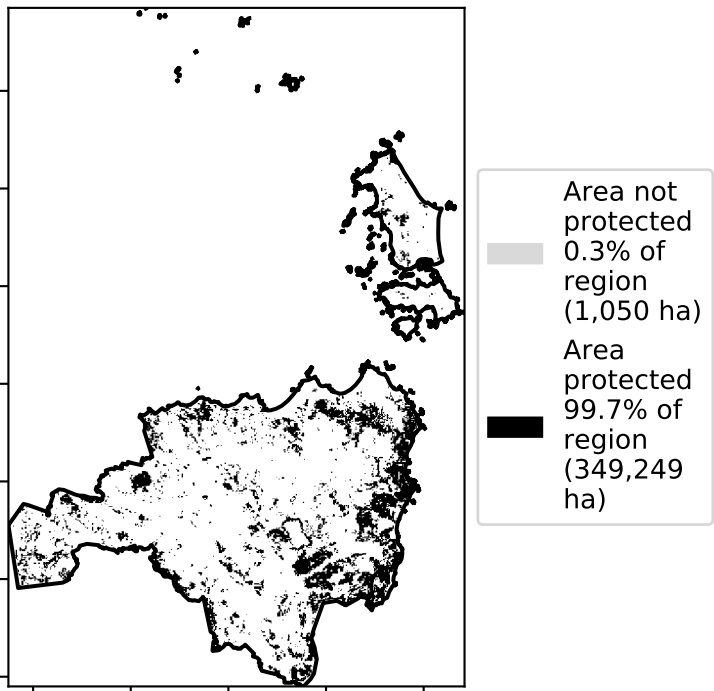 Area not
protected
0.3% of
region
(1,050 ha)
Area
protected
99.7% of
region
(349,249
ha)